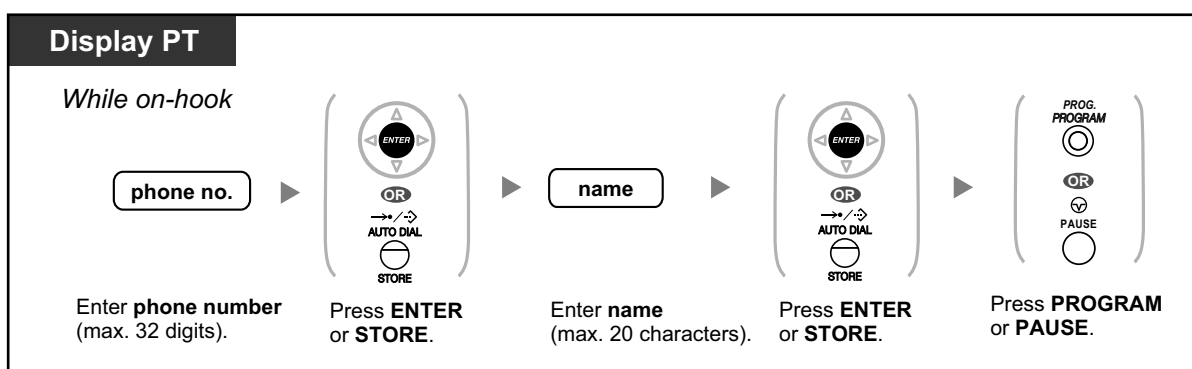 Display PT
While on-hook
phone no.
ENTER
OR
AUTO DIAL
STORE
name
ENTER
OR
AUTO DIAL
STORE
PROG.
PROGRAM
OR
PAUSE
Enter phone number
(max. 32 digits).
Press ENTER
or STORE.
Enter name
(max. 20 characters).
Press ENTER
or STORE.
Press PROGRAM
or PAUSE.